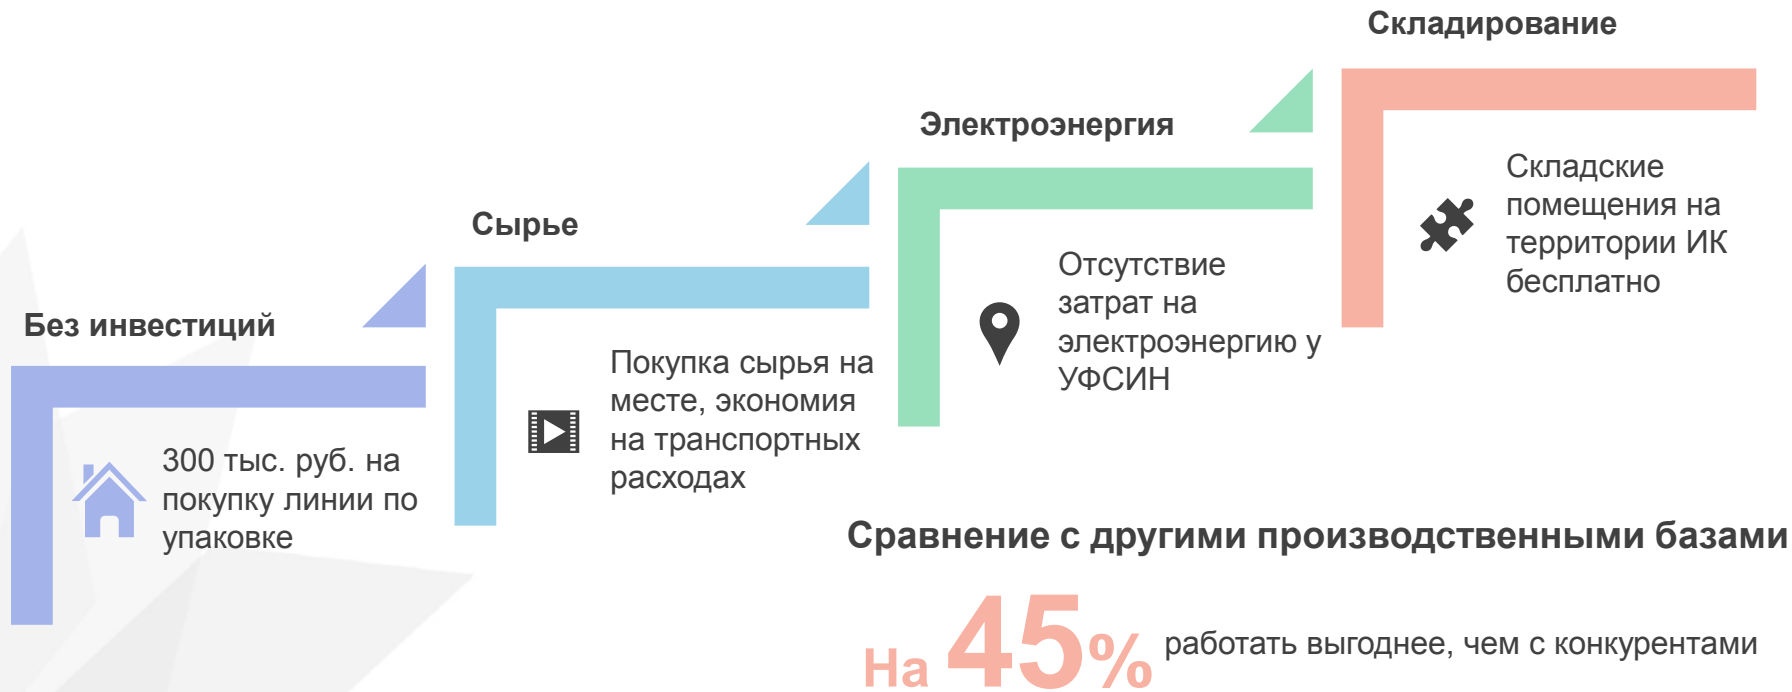 Без инвестиций
300 тыс. руб. на
покупку линии по
упаковке
Сырье
Покупка сырья на
месте, экономия
на транспортных
расходах
Электроэнергия
Отсутствие
затрат на
электроэнергию у
УФСИН
Складирование
Складские
помещения на
территории ИК
бесплатно
Сравнение с другими производственными базами
На 45% работать выгоднее, чем с конкурентами